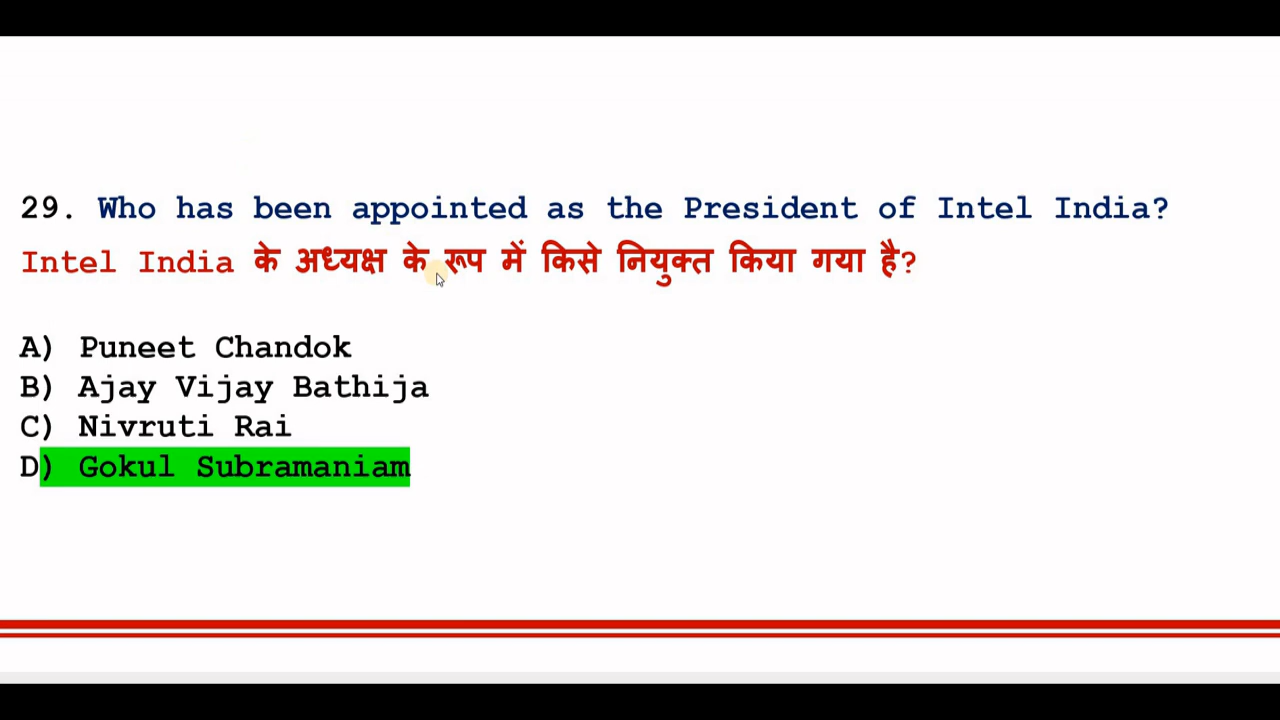 29. Who has been appointed as the President of Intel India?
Intel India के अध्यक्ष के रूप में किसे नियुक्त किया गया है?
A) Puneet Chandok
B) Ajay Vijay Bathija
C) Nivruti Rai
D) Gokul Subramaniam